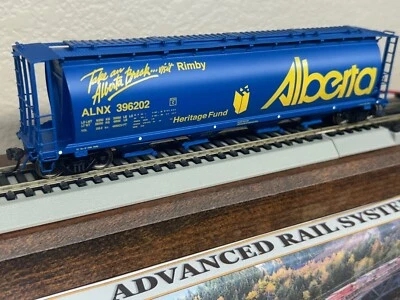 Take an
Alberta Break... visit Rimby
ALNX 396202
Heritage Fund
Alberta
ADVANCED RAIL SYSTEM